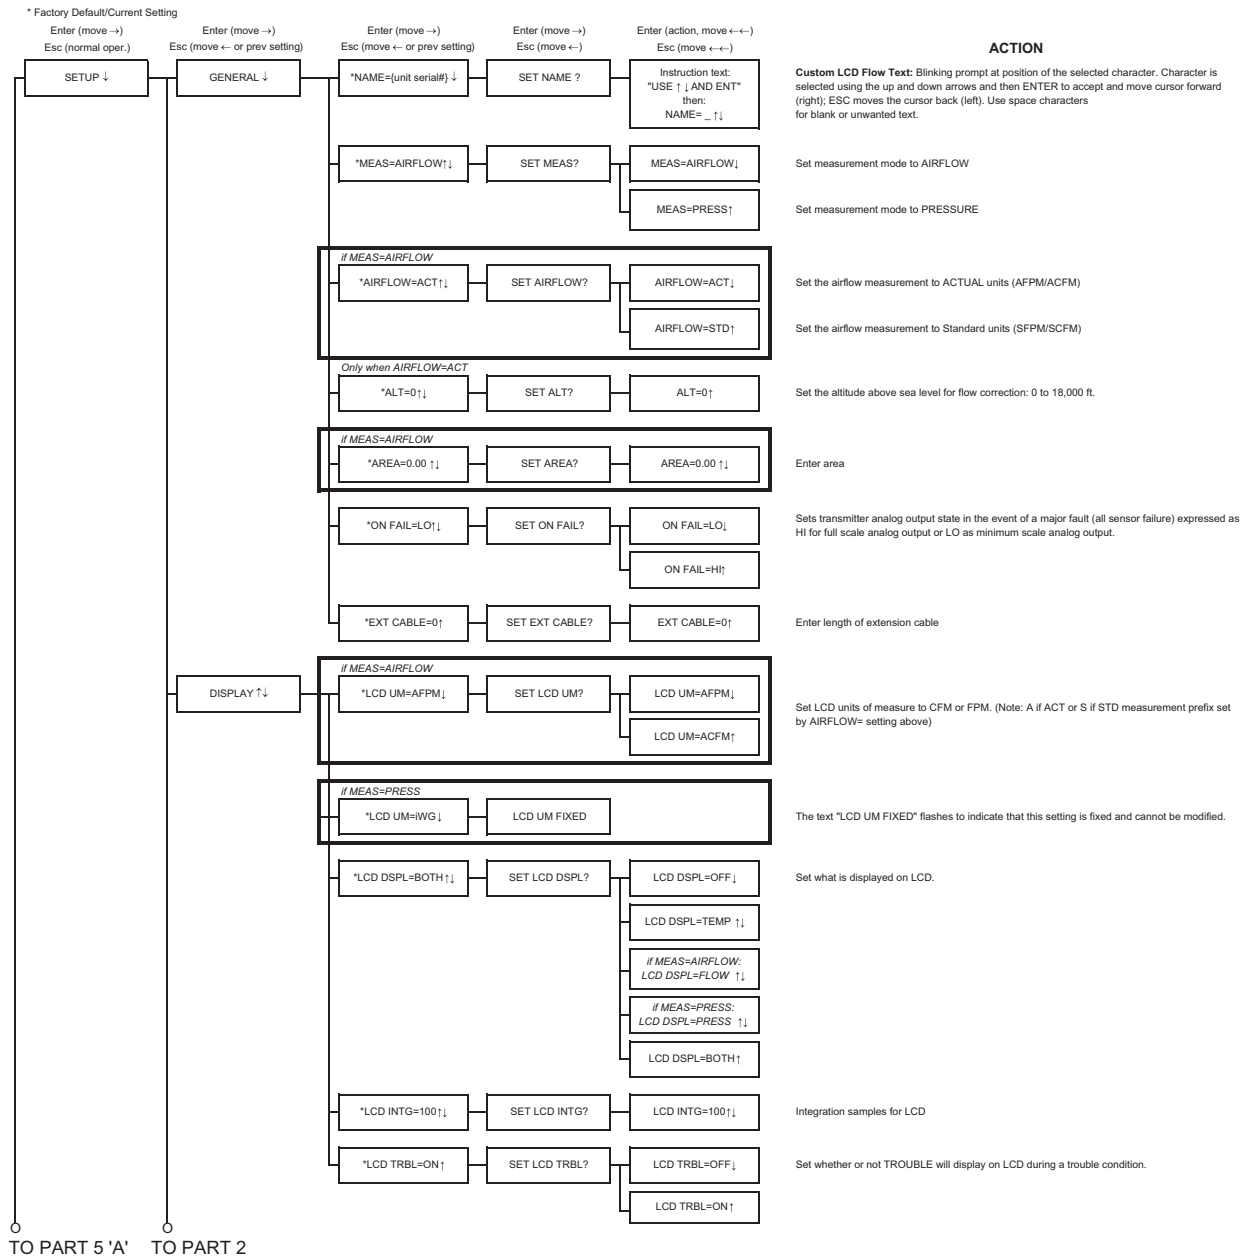 * Factory Default/Current Setting
Enter (move →)
Esc (normal oper.)
Enter (move →)
Esc (move ← or prev setting)
Enter (move →)
Esc (move ← or prev setting)
Enter (move →)
Esc (move ←)
Enter (action, move ←←)
Esc (move ←←)
ACTION
SETUP ↓
GENERAL ↓
*NAME={unit serial#} ↓
SET NAME ?
Instruction text:
"USE ↑ ↓ AND ENT"
then:
NAME= _ ↑↓
Custom LCD Flow Text: Blinking prompt at position of the selected character. Character is
selected using the up and down arrows and then ENTER to accept and move cursor forward
(right); ESC moves the cursor back (left). Use space characters
for blank or unwanted text.
*MEAS=AIRFLOW↑↓
SET MEAS?
MEAS=AIRFLOW↓
Set measurement mode to AIRFLOW
MEAS=PRESS↑
Set measurement mode to PRESSURE
if MEAS=AIRFLOW
*AIRFLOW=ACT↑↓
SET AIRFLOW?
AIRFLOW=ACT↓
Set the airflow measurement to ACTUAL units (AFPM/ACFM)
AIRFLOW=STD↑
Set the airflow measurement to Standard units (SFPM/SCFM)
Only when AIRFLOW=ACT
*ALT=0↑↓
SET ALT?
ALT=0↑
Set the altitude above sea level for flow correction: 0 to 18,000 ft.
if MEAS=AIRFLOW
*AREA=0.00 ↑↓
SET AREA?
AREA=0.00 ↑↓
Enter area
*ON FAIL=LO↑↓
SET ON FAIL?
ON FAIL=LO↓
Sets transmitter analog output state in the event of a major fault (all sensor failure) expressed as
HI for full scale analog output or LO as minimum scale analog output.
ON FAIL=HI↑
*EXT CABLE=0↑
SET EXT CABLE?
EXT CABLE=0↑
Enter length of extension cable
DISPLAY ↑↓
if MEAS=AIRFLOW
*LCD UM=AFPM↓
SET LCD UM?
LCD UM=AFPM↓
LCD UM=ACFM↑
Set LCD units of measure to CFM or FPM. (Note: A if ACT or S if STD measurement prefix set
by AIRFLOW= setting above)
if MEAS=PRESS
*LCD UM=iWG↓
LCD UM FIXED
The text "LCD UM FIXED" flashes to indicate that this setting is fixed and cannot be modified.
*LCD DSPL=BOTH↑↓
SET LCD DSPL?
LCD DSPL=OFF↓
Set what is displayed on LCD.
LCD DSPL=TEMP ↑↓
if MEAS=AIRFLOW:
LCD DSPL=FLOW ↑↓
if MEAS=PRESS:
LCD DSPL=PRESS ↑↓
LCD DSPL=BOTH↑
*LCD INTG=100↑↓
SET LCD INTG?
LCD INTG=100↑↓
Integration samples for LCD
*LCD TRBL=ON↑
SET LCD TRBL?
LCD TRBL=OFF↓
Set whether or not TROUBLE will display on LCD during a trouble condition.
LCD TRBL=ON↑
TO PART 5 'A'
TO PART 2